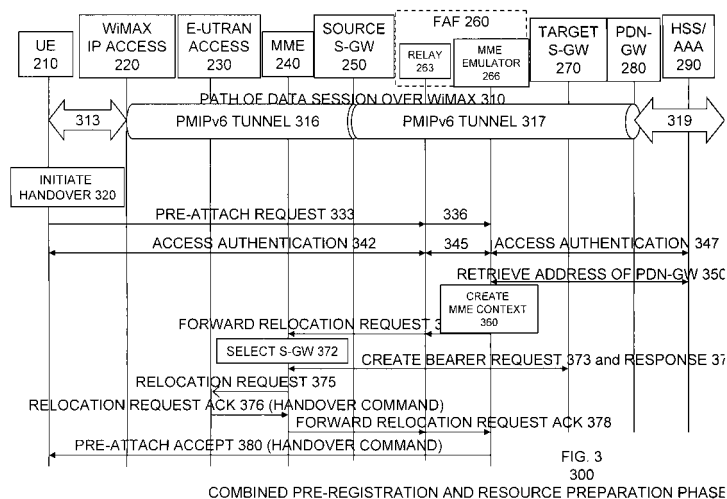 FAF 260
UE
210
WiMAX
IP ACCESS
220
E-UTRAN
ACCESS
230
MME
240
SOURCE
S-GW
250
RELAY
263
MME
EMULATOR
266
TARGET
S-GW
270
PDN-
GW
280
HSS/
AAA
290
PATH OF DATA SESSION OVER WiMAX 310
313
PMIPv6 TUNNEL 316
PMIPv6 TUNNEL 317
319
INITIATE
HANDOVER 320
PRE-ATTACH REQUEST 333
336
ACCESS AUTHENTICATION 342
345
ACCESS AUTHENTICATION 347
RETRIEVE ADDRESS OF PDN-GW 350
CREATE
MME CONTEXT
360
FORWARD RELOCATION REQUEST
SELECT S-GW 372
CREATE BEARER REQUEST 373 and RESPONSE
RELOCATION REQUEST 375
RELOCATION REQUEST ACK 376 (HANDOVER COMMAND)
FORWARD RELOCATION REQUEST ACK 378
PRE-ATTACH ACCEPT 380 (HANDOVER COMMAND)
FIG. 3
300
COMBINED PRE-REGISTRATION AND RESOURCE PREPARATION PHASE